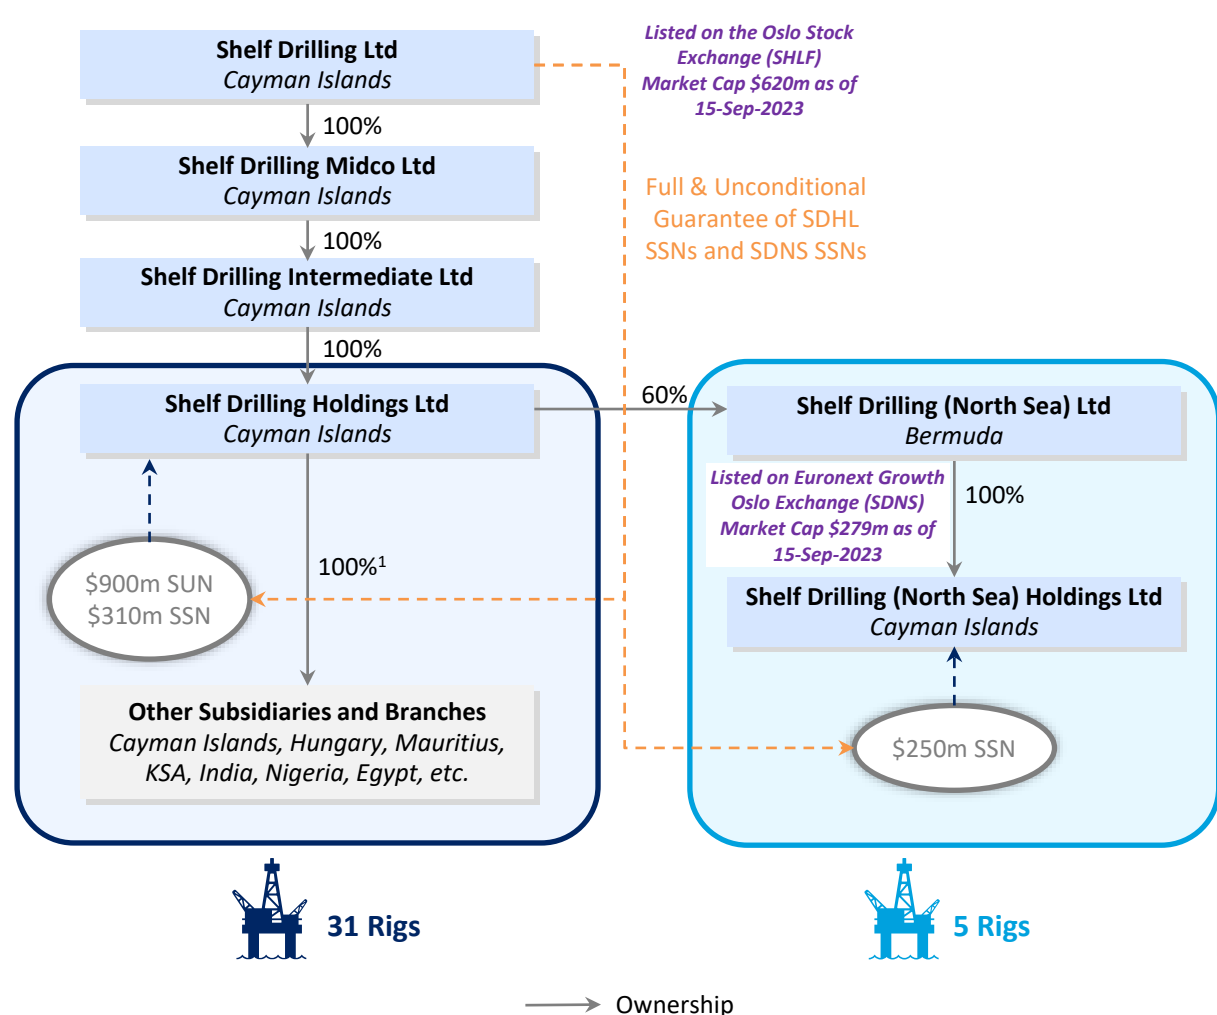 Shelf Drilling Ltd
Cayman Islands
Listed on the Oslo Stock
Exchange (SHLF)
Market Cap $620m as of
15-Sep-2023
100%
Shelf Drilling Midco Ltd
Cayman Islands
Full & Unconditional
Guarantee of SDHL
SSNs and SDNS SSNs
100%
Shelf Drilling Intermediate Ltd
Cayman Islands
100%
Shelf Drilling Holdings Ltd
Cayman Islands
60%
Shelf Drilling (North Sea) Ltd
Bermuda
Listed on Euronext Growth
Oslo Exchange (SDNS)
Market Cap $279m as of
15-Sep-2023
100%
100%¹
$900m SUN
$310m SSN
Shelf Drilling (North Sea) Holdings Ltd
Cayman Islands
Other Subsidiaries and Branches
Cayman Islands, Hungary, Mauritius,
KSA, India, Nigeria, Egypt, etc.
$250m SSN
31 Rigs
5 Rigs
Ownership